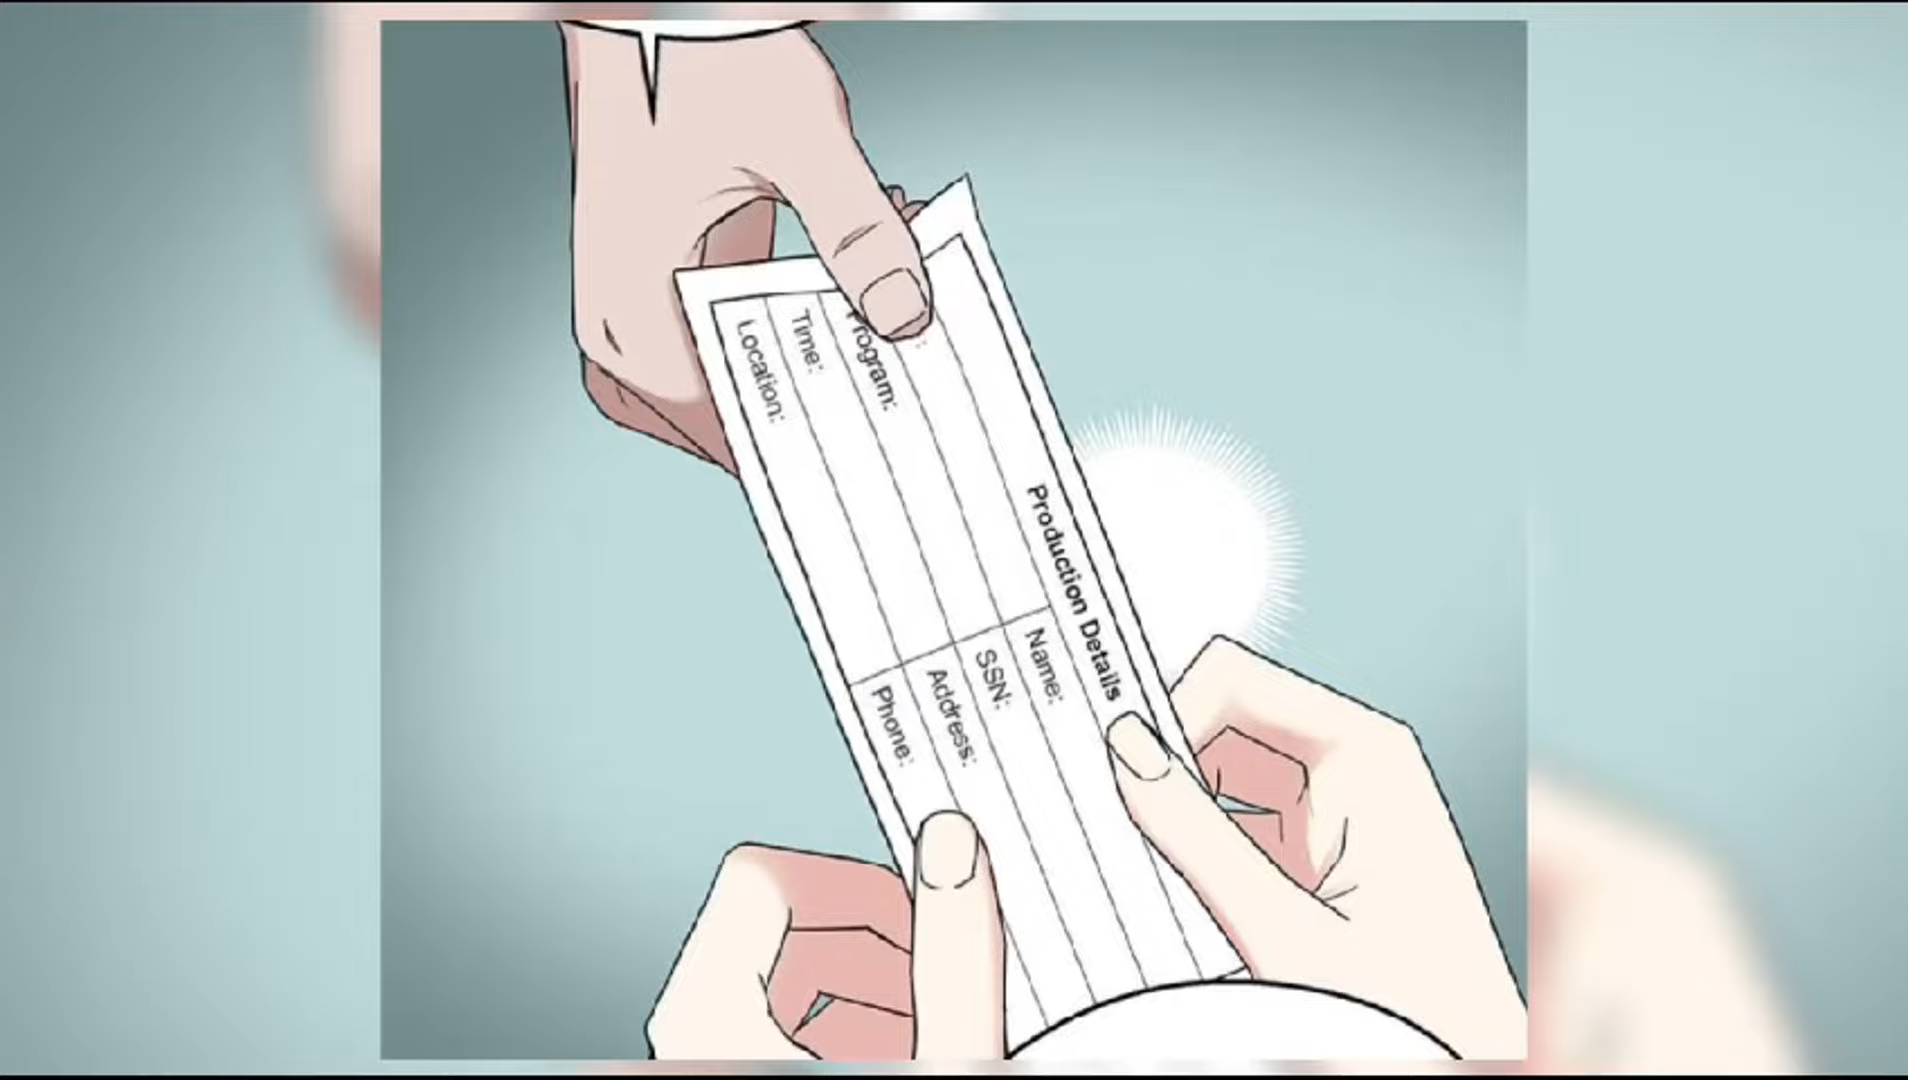 Production Details
Name:
Program: SSN:
Time: Address:
Location: Phone: